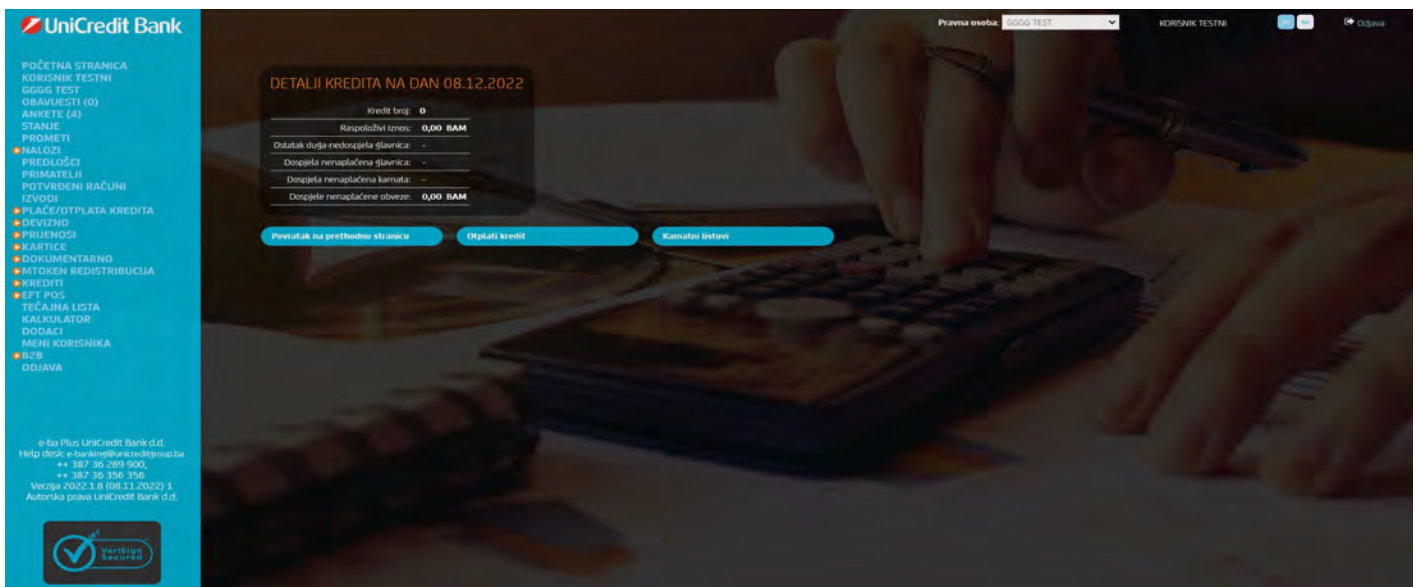 UniCredit Bank
Pravna osoba: GGGG TEST
KORISNIK TESTNI
Odjava
POČETNA STRANICA
KORISNIK TESTNI
GGGG TEST
OBAVIJESTI (0)
ANKETE (4)
STANJE
PROMETI
NALOZI
PREDLOŠCI
PRIMATELJI
POTVRĐENI RAČUNI
IZVODI
PLAĆE/OTPLATA KREDITA
DEVIZNO
PRIJENOSI
KARTICE
DOKUMENTARNO
MTOKEN REDISTRIBUCIJA
KREDITI
EFT POS
TEČAJNA LISTA
KALKULATOR
DODACI
MENI KORISNIKA
B2B
ODJAVA
e-ba Plus UniCredit Bank d.d.
Help desk: e-banking@unicreditgroup.ba
++ 387 36 289 900,
++ 387 36 356 356
Verzija 2022.1.8 (08.11.2022) 1
Autorska prava UniCredit Bank d.d.
VeriSign
Secured
DETALJI KREDITA NA DAN 08.12.2022
Kredit broj: 0
Raspoloživi iznos: 0,00 BAM
Ostatak duga-nedospjela glavnica: -
Dospjela nenaplaćena glavnica: -
Dospjela nenaplaćena kamata: -
Dospjele nenaplaćene obveze: 0,00 BAM
Povratak na prethodnu stranicu
Otplati kredit
Kamatni listovi